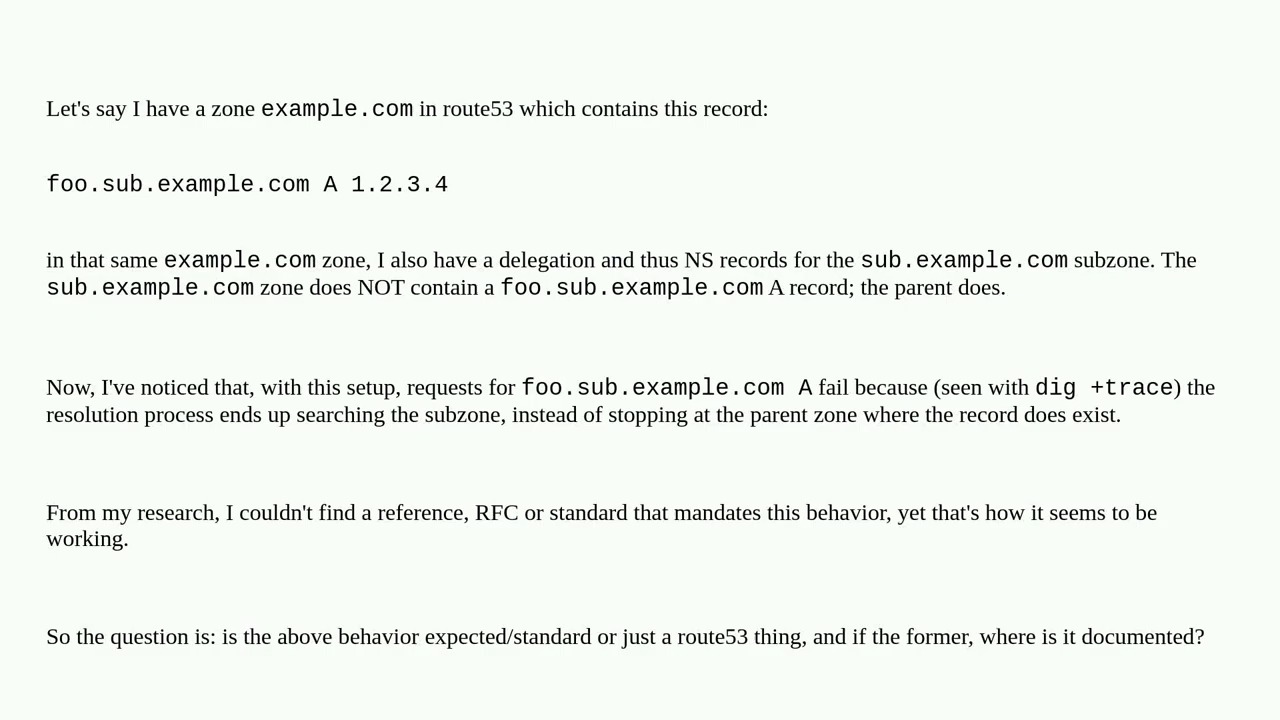 Let's say I have a zone example.com in route53 which contains this record:
foo.sub.example.com A 1.2.3.4
in that same example.com zone, I also have a delegation and thus NS records for the sub.example.com subzone. The
sub.example.com zone does NOT contain a foo.sub.example.com A record; the parent does.
Now, I've noticed that, with this setup, requests for foo.sub.example.com A fail because (seen with dig +trace) the
resolution process ends up searching the subzone, instead of stopping at the parent zone where the record does exist.
From my research, I couldn't find a reference, RFC or standard that mandates this behavior, yet that's how it seems to be
working.
So the question is: is the above behavior expected/standard or just a route53 thing, and if the former, where is it documented?